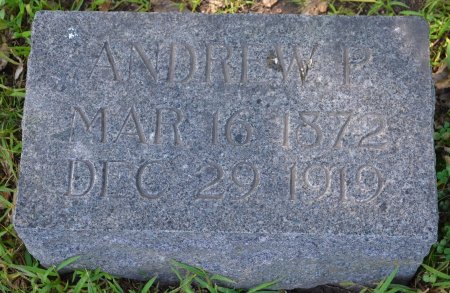 ANDREW P.
MAR 16 1872
DEC 29 1919